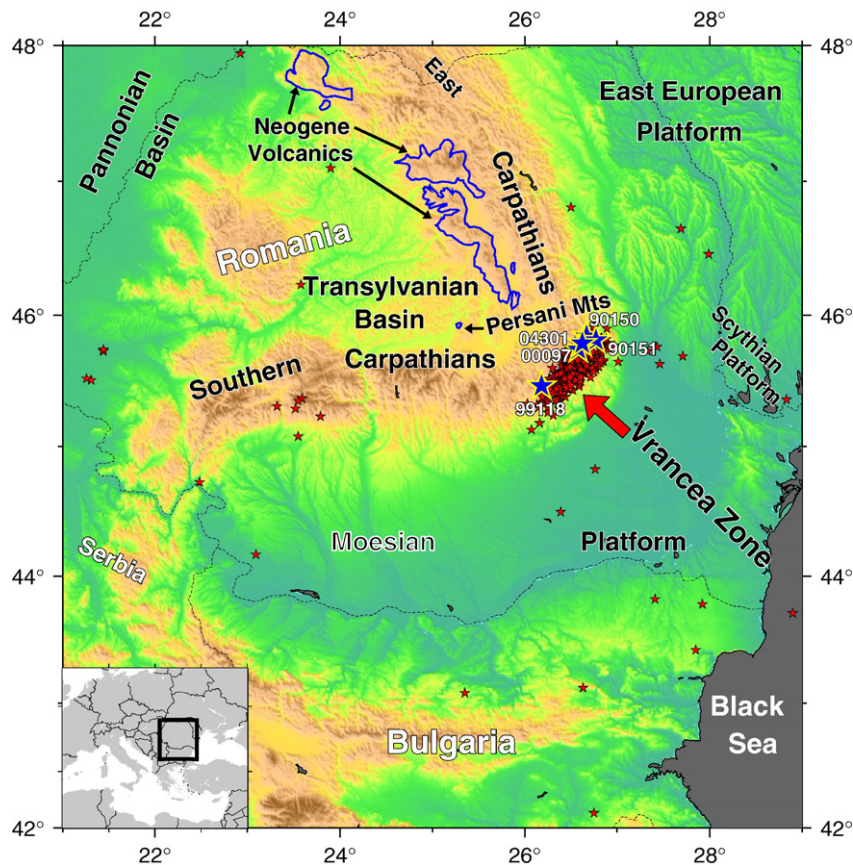 22° 24° 26° 28°
48° 48°
East
Pannonian
Basin
East European
Platform
Neogene
Volcanics
Carpathians
Romania
Transylvanian
Basin
46° 46°
Persani Mts
90150
04301
00097
90151
Scythian
Platform
Southern
Carpathians
99118
Vrancea Zone
Moesian
Platform
Serbia
44° 44°
Black
Sea
Bulgaria
42° 42°
22° 24° 26° 28°